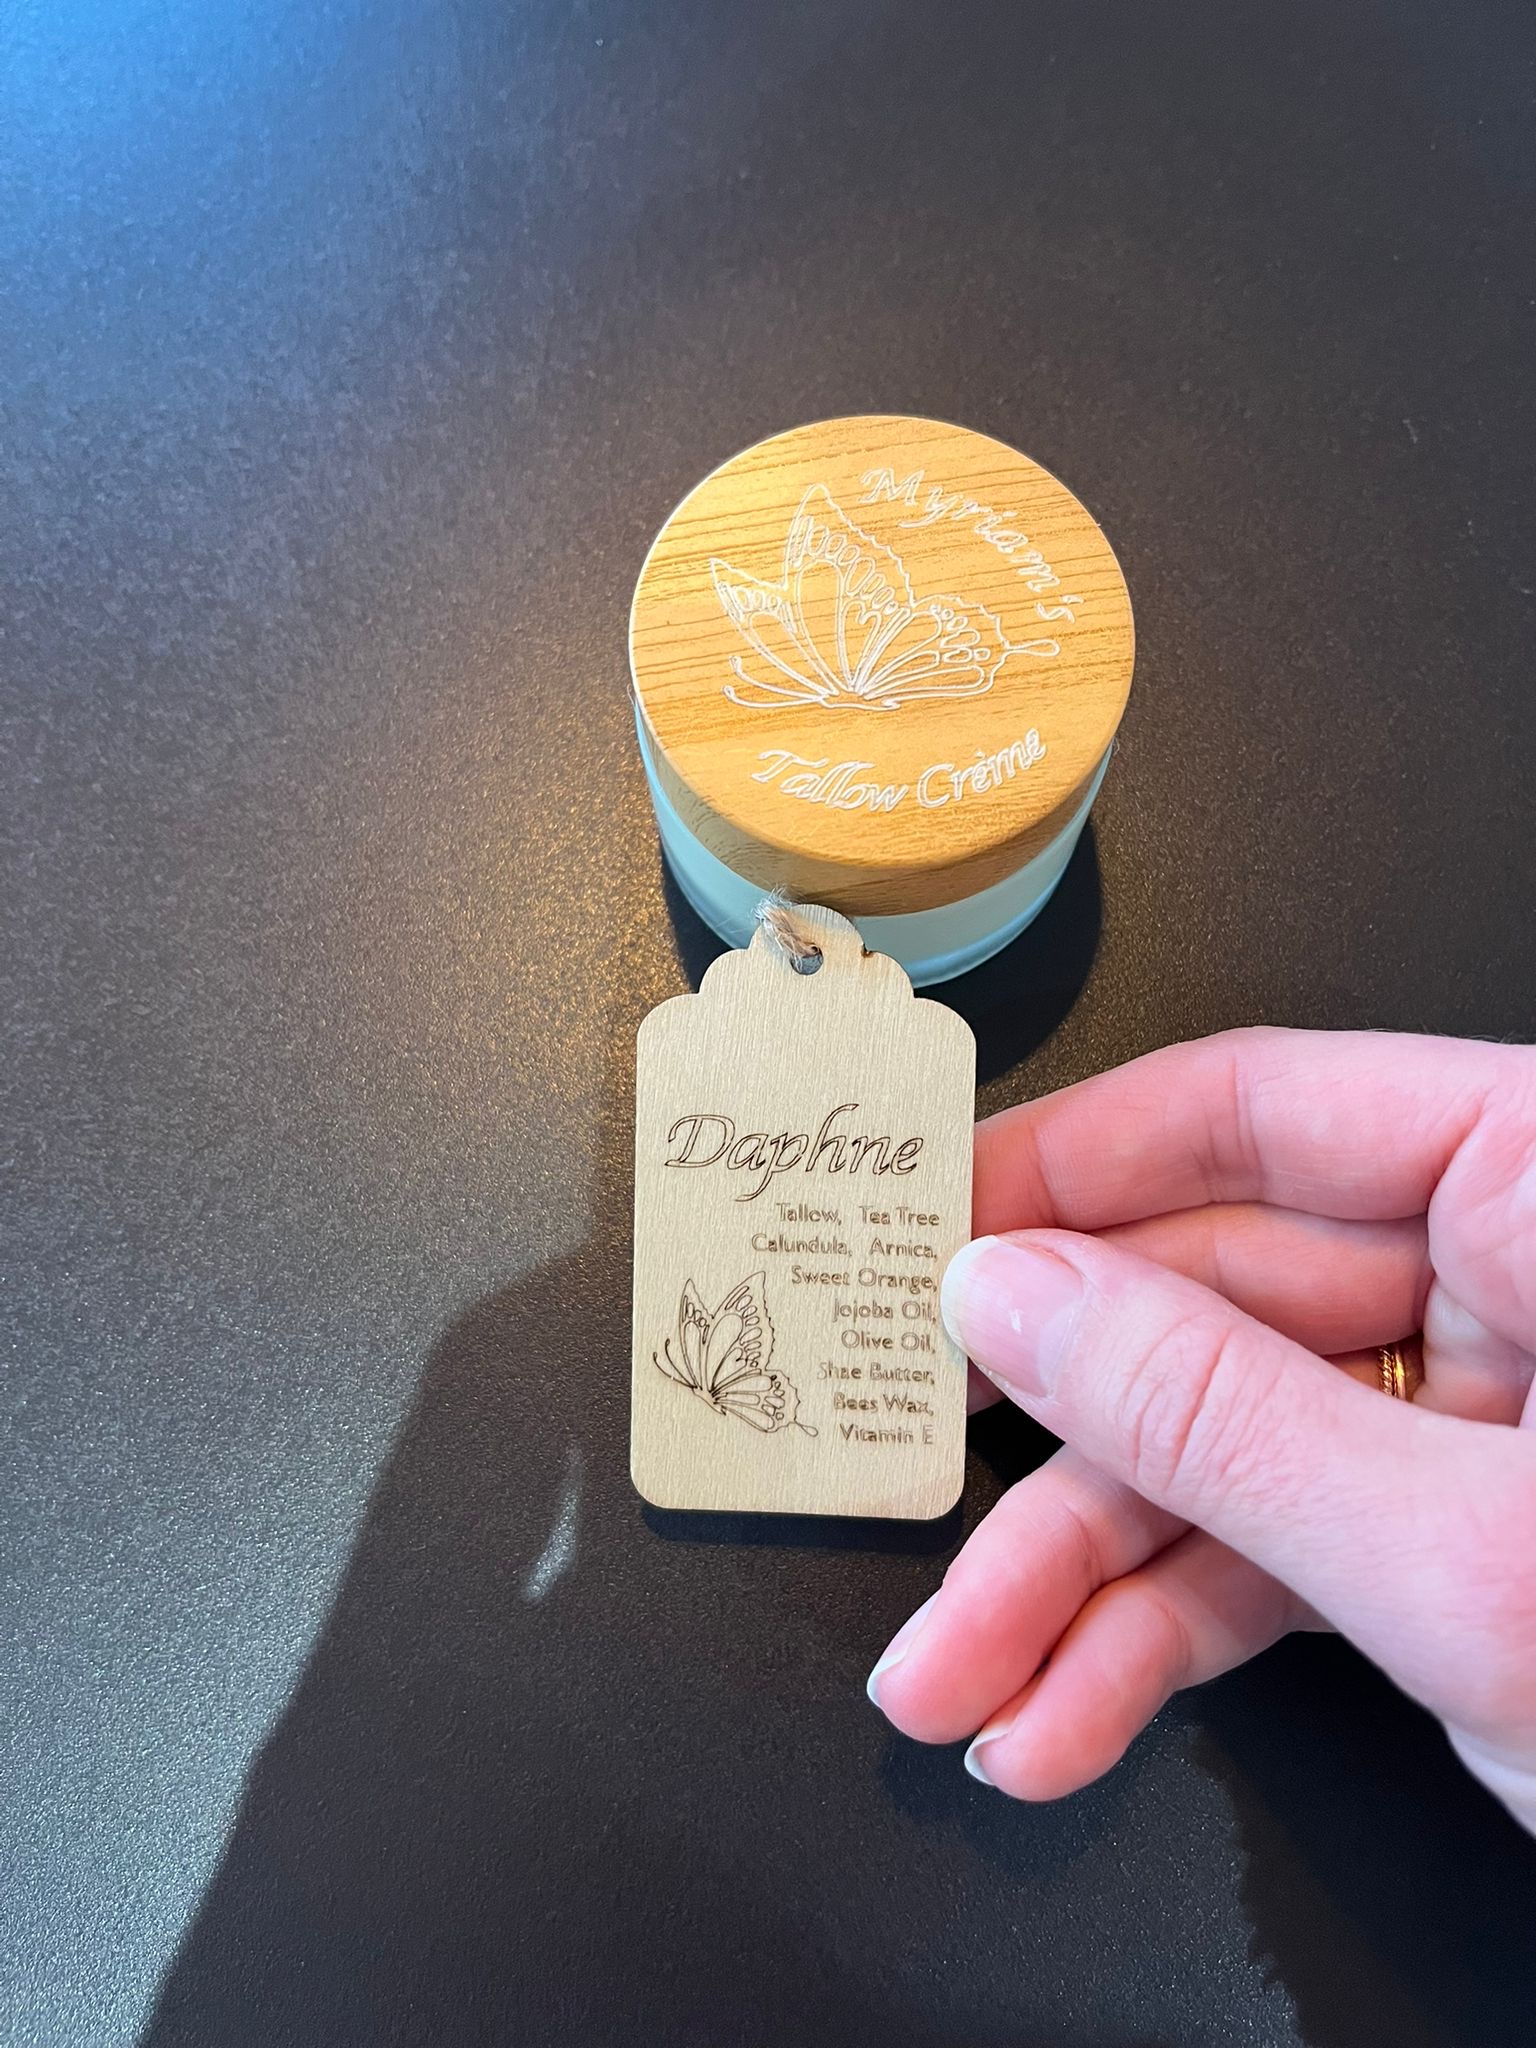 Myriam's
Tallow Crème
Daphne
Tallow, Tea Tree
Calundula, Arnica,
Sweet Orange,
Jojoba Oil,
Olive Oil,
Shae Butter,
Bees Wax,
Vitamin E